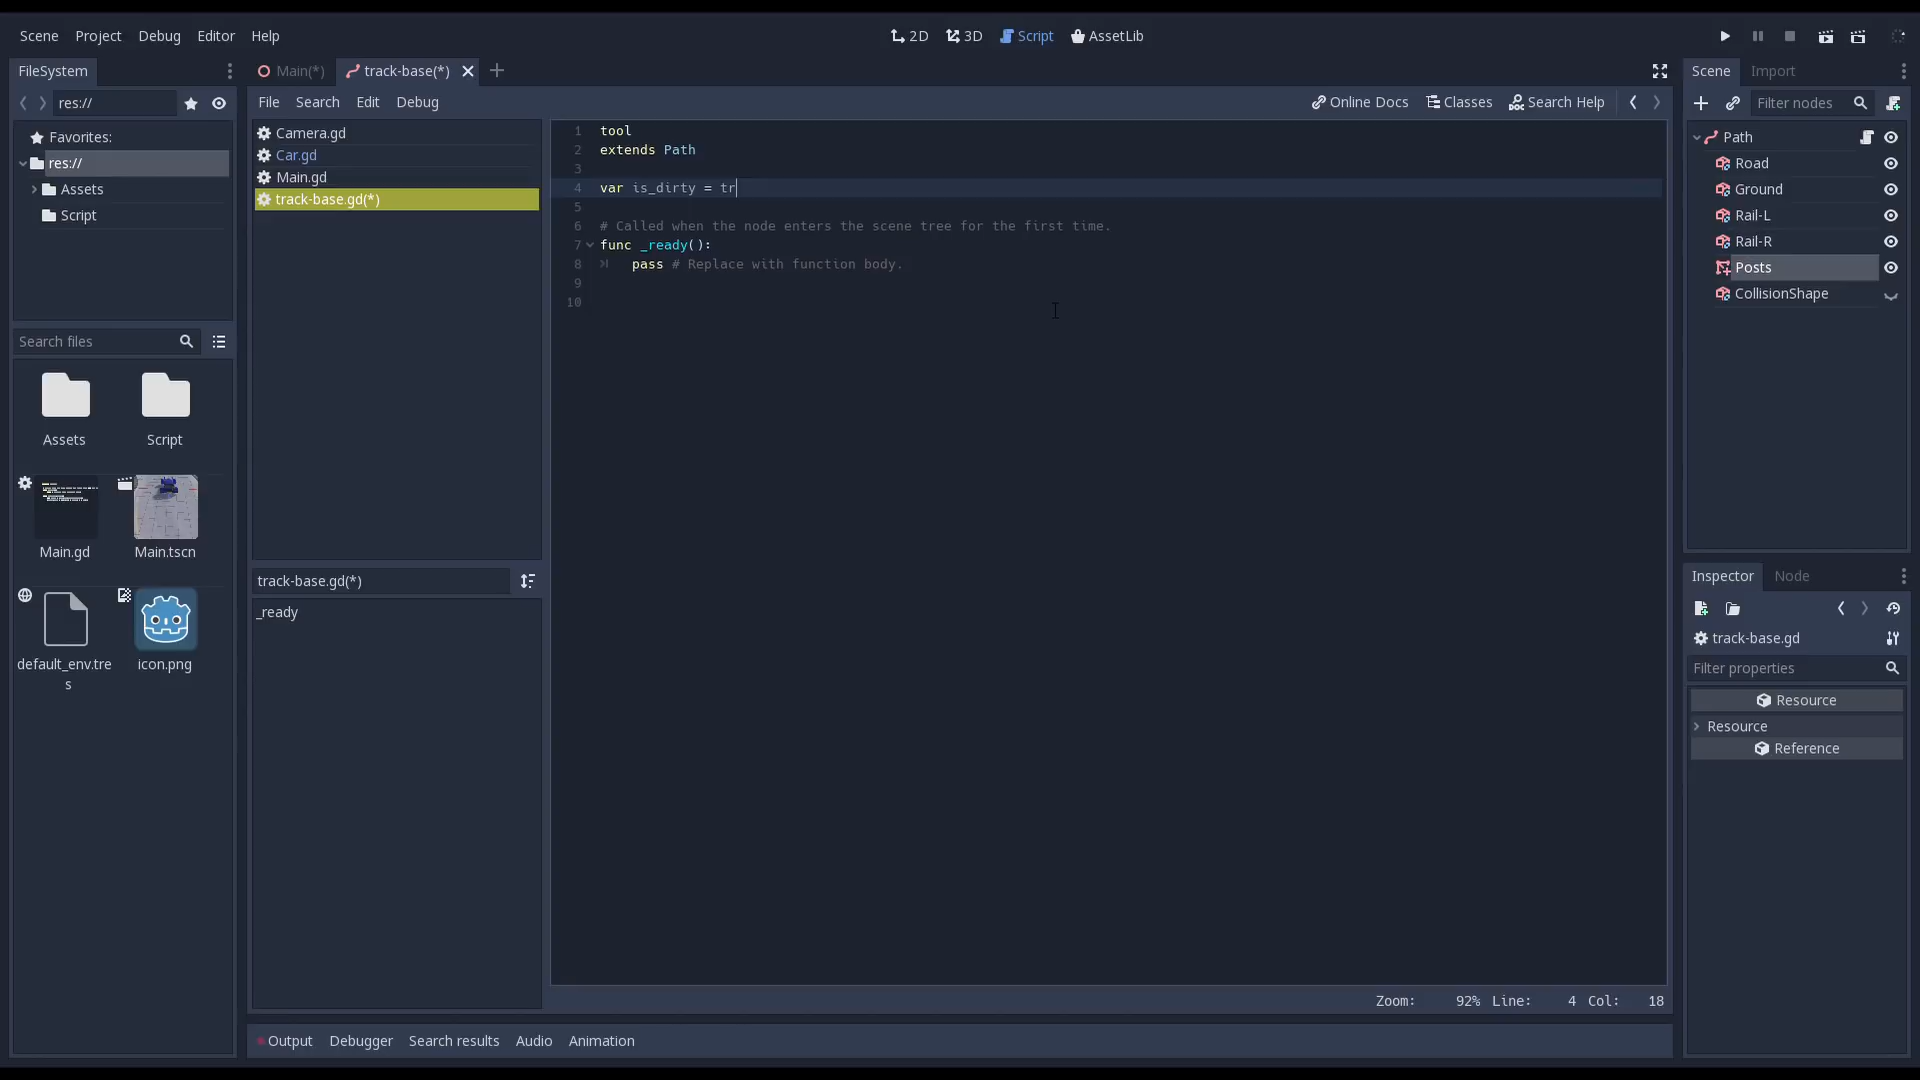 Scene Project Debug Editor Help
2D 3D Script AssetLib
FileSystem
Main(*) track-base(*)
Scene Import
res://
File Search Edit Debug
Online Docs Classes Search Help
Filter nodes
Favorites:
res://
Assets
Script
Camera.gd
Car.gd
Main.gd
track-base.gd(*)
1 tool
2 extends Path
3
4 var is_dirty = tr
5
6 # Called when the node enters the scene tree for the first time.
7 func _ready():
8 pass # Replace with function body.
9
10
Path
Road
Ground
Rail-L
Rail-R
Posts
CollisionShape
Search files
Assets
Script
Main.gd
Main.tscn
default_env.tre
s
icon.png
track-base.gd(*)
_ready
Inspector Node
track-base.gd
Filter properties
Resource
Resource
Reference
Zoom: 92% Line: 4 Col: 18
Output Debugger Search results Audio Animation